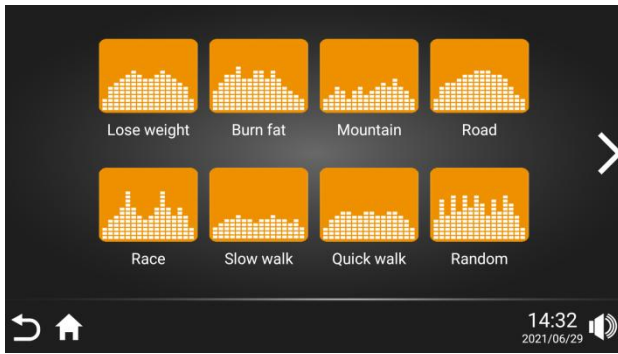 Lose weight
Burn fat
Mountain
Road
Race
Slow walk
Quick walk
Random
14:32
2021/06/29